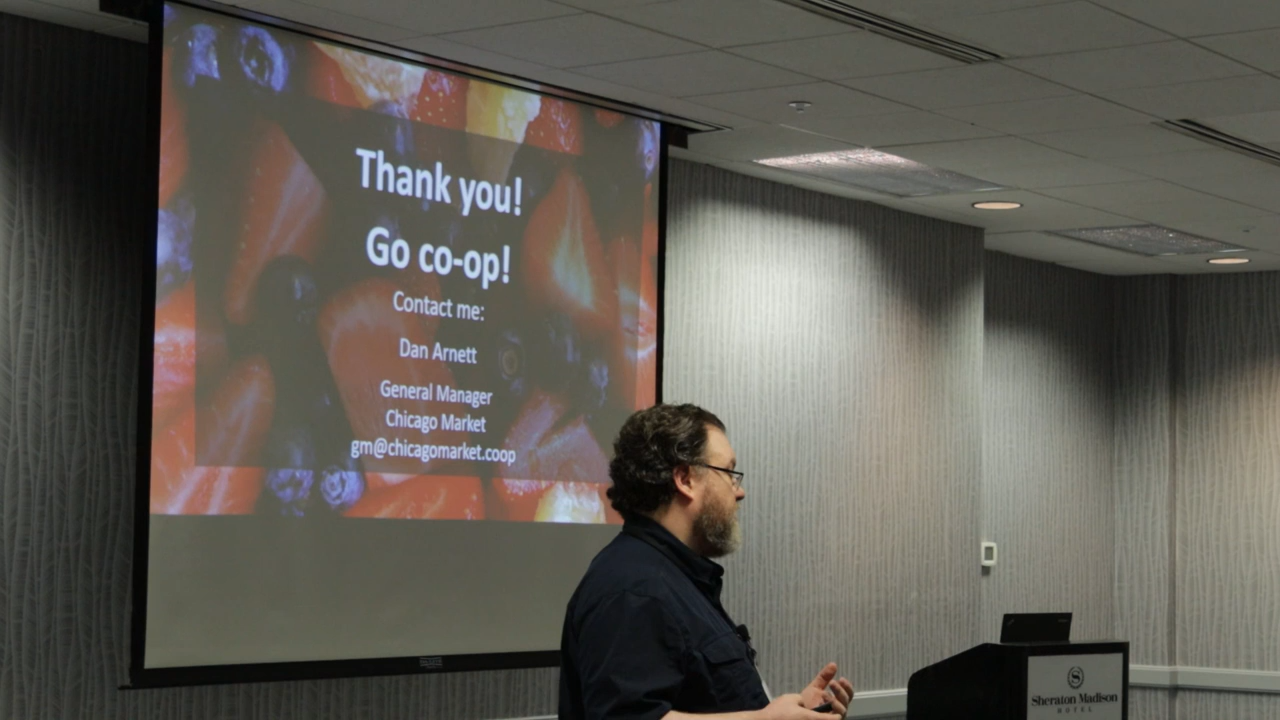 Thank you!
Go co-op!
Contact me:
Dan Arnett
General Manager
Chicago Market
gm@chicagomarket.coop
S
Sheraton Madison
HOTEL